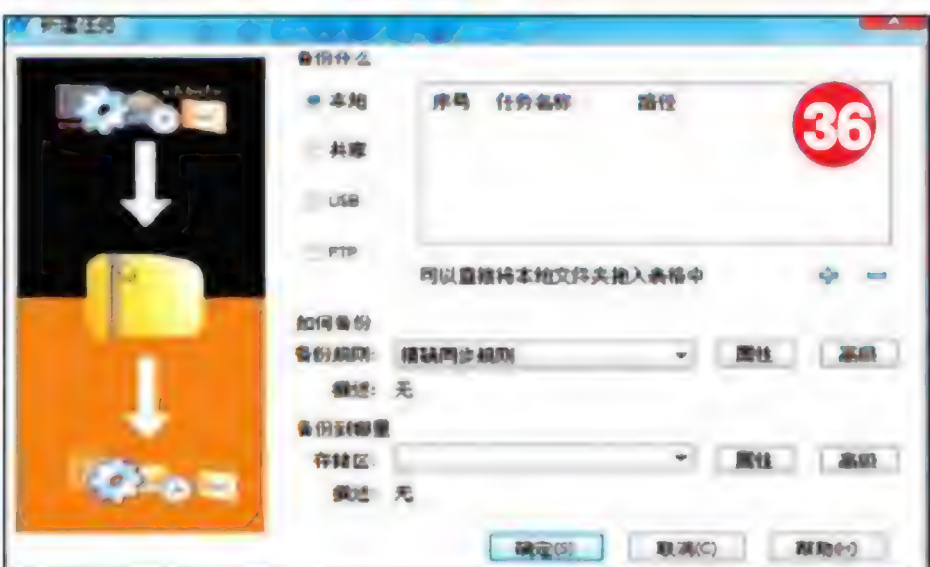 新建任务
备份什么
本地
序号 任务名称 路径
36
共享
USB
FTP
可以直接将本地文件夹拖入表格中
如何备份
备份规则: 精确同步规则 属性 高级
描述: 无
备份到哪里
存储区: 属性 高级
描述: 无
确定(S) 取消(C) 帮助(H)